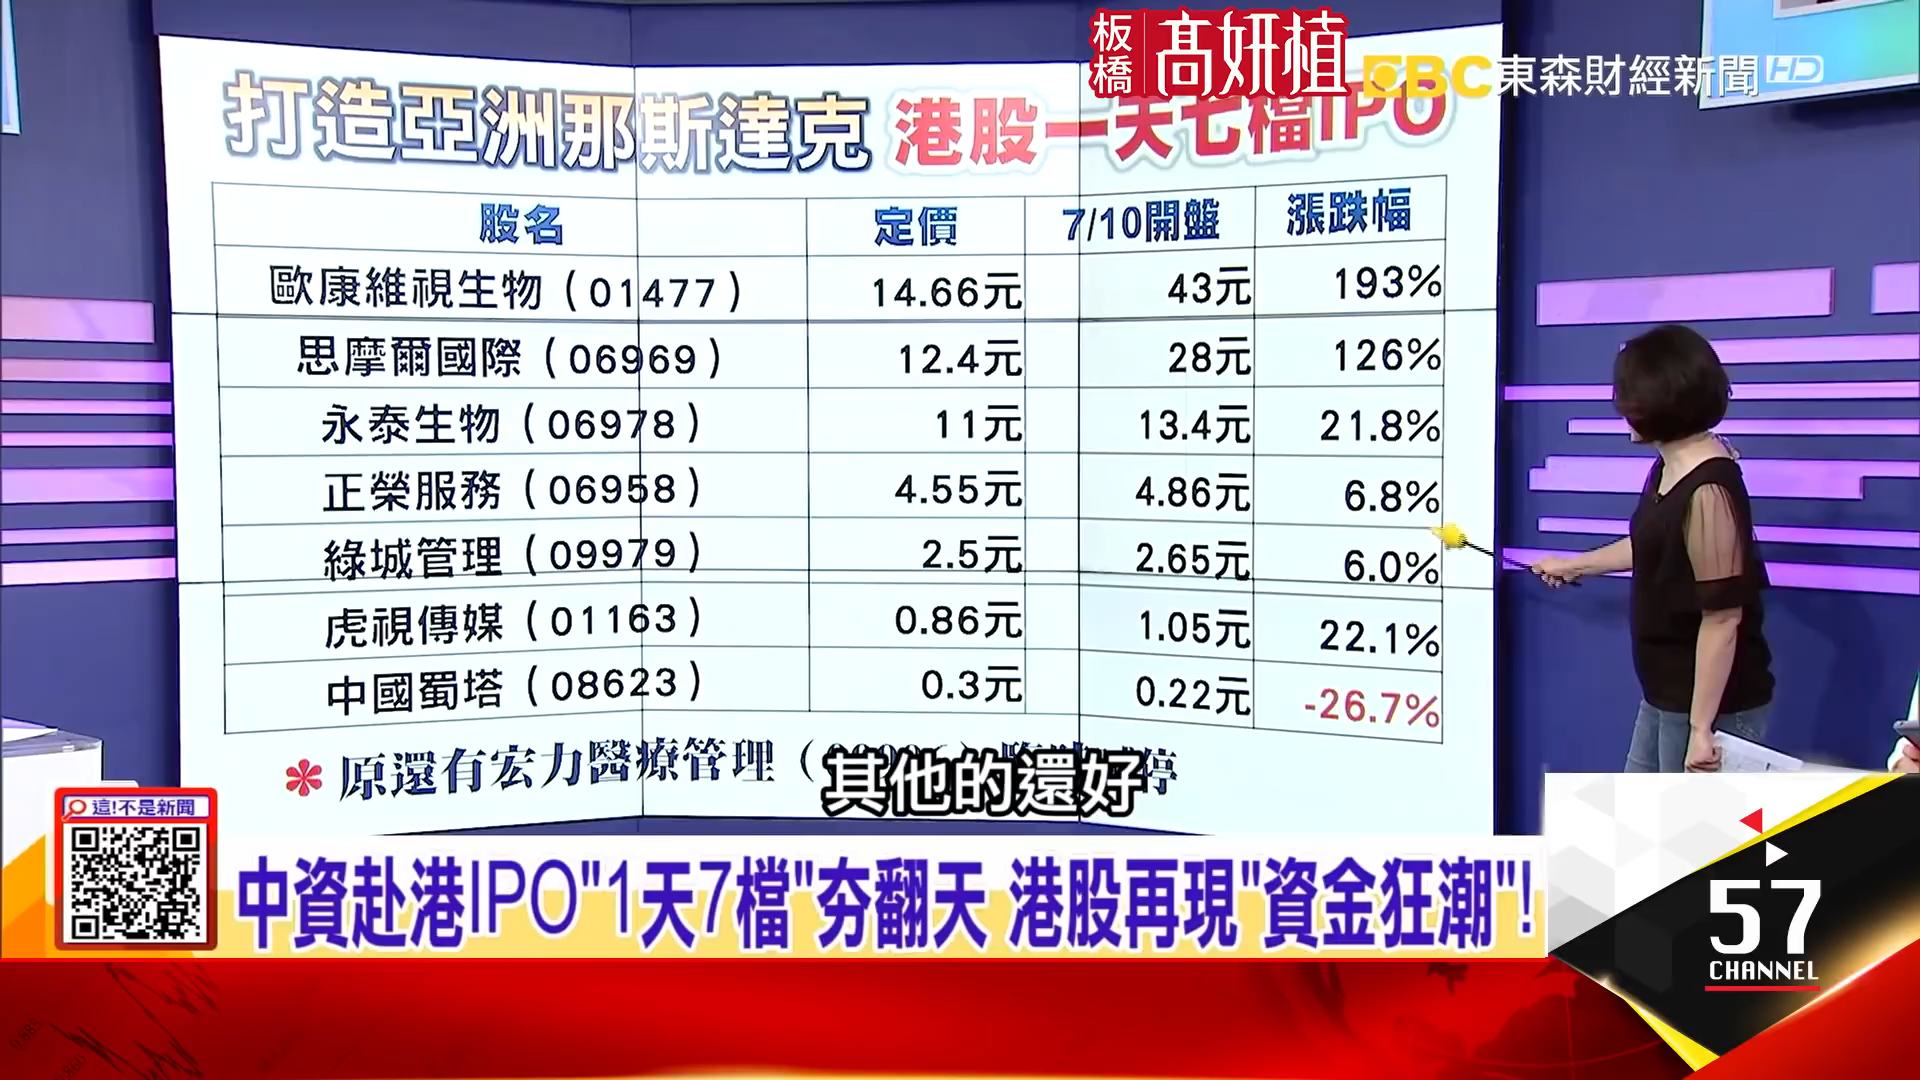 板橋 髙妍植
EBC 東森財經新聞 HD
打造亞洲那斯達克 港股一天七檔IPO
股名 定價 7/10開盤 漲跌幅
歐康維視生物（01477） 14.66元 43元 193%
思摩爾國際（06969） 12.4元 28元 126%
永泰生物（06978） 11元 13.4元 21.8%
正榮服務（06958） 4.55元 4.86元 6.8%
綠城管理（09979） 2.5元 2.65元 6.0%
虎視傳媒（01163） 0.86元 1.05元 22.1%
中國蜀塔（08623） 0.3元 0.22元 -26.7%
* 原還有宏力醫療管理（ 停
其他的還好
這!不是新聞
中資赴港IPO"1天7檔"夯翻天 港股再現"資金狂潮"!
57
CHANNEL